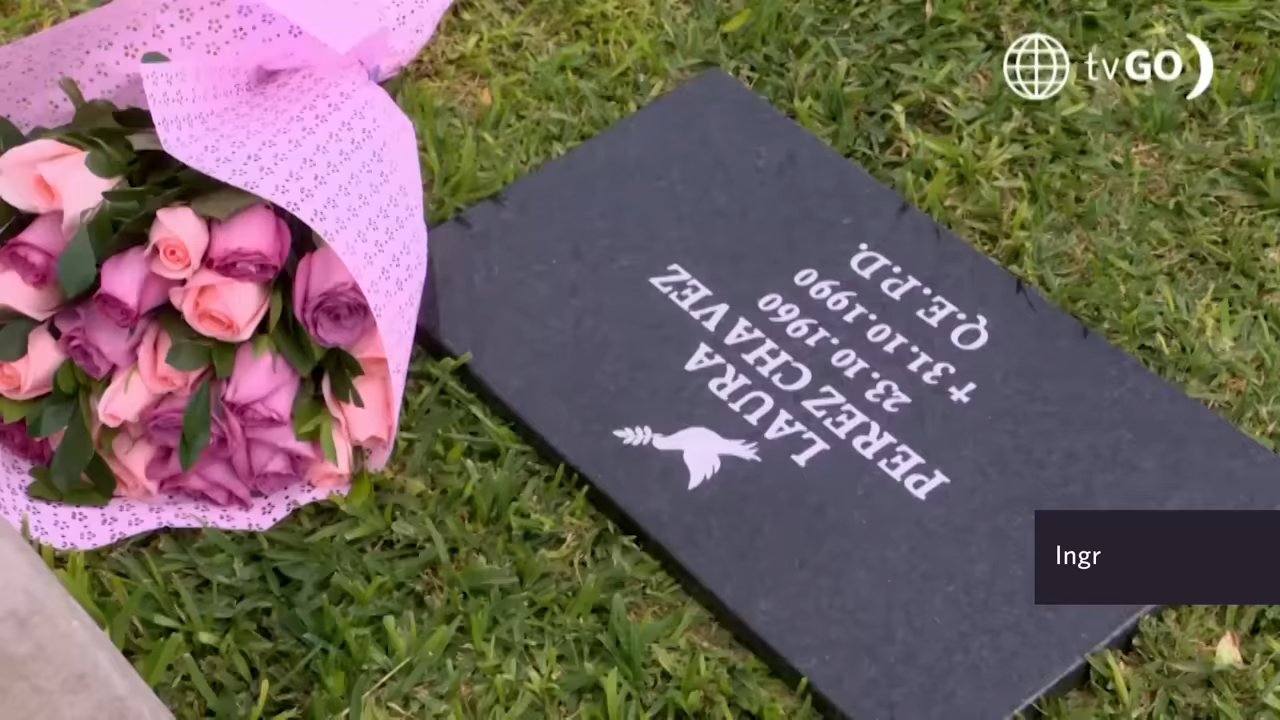 tvGO
LAURA
PEREZ CHAVEZ
23.10.1960
† 31.10.1990
Q.E.P.D.
Ingr